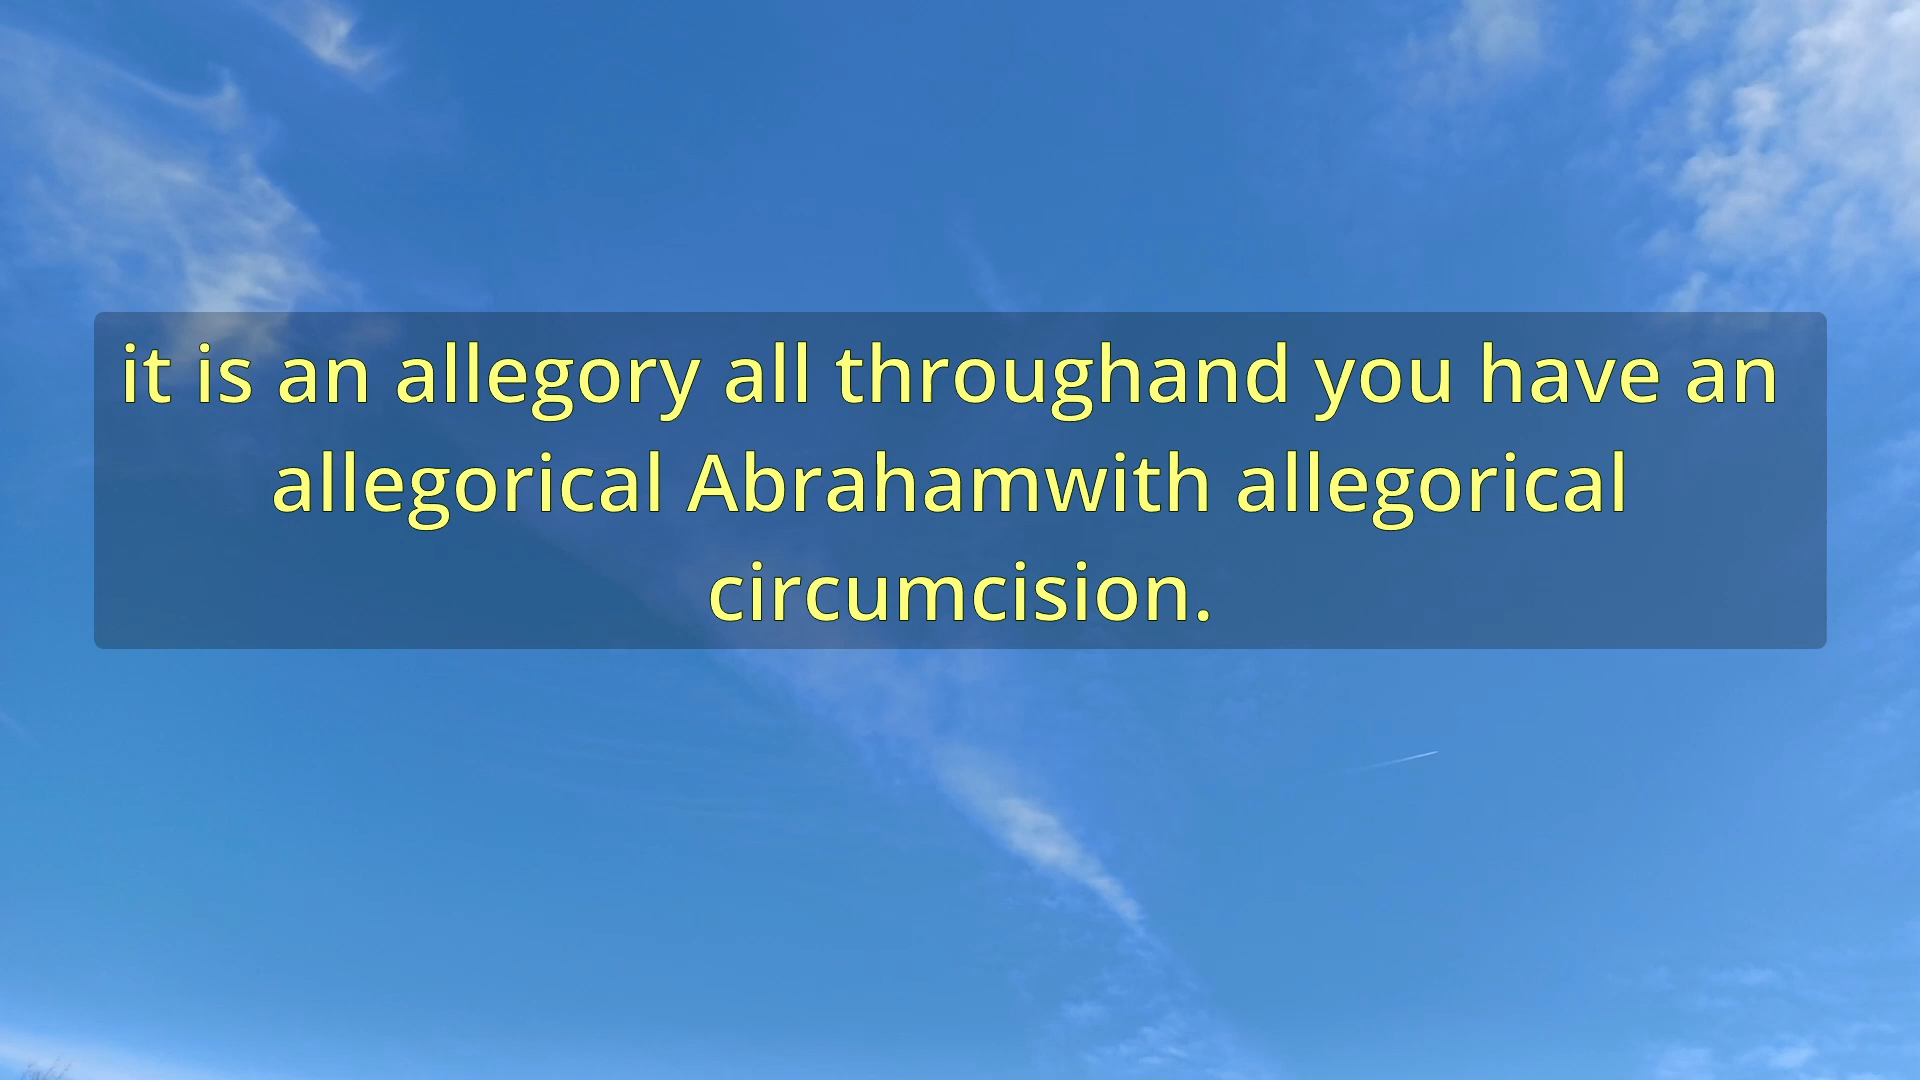 it is an allegory all throughand you have an
allegorical Abrahamwith allegorical
circumcision.